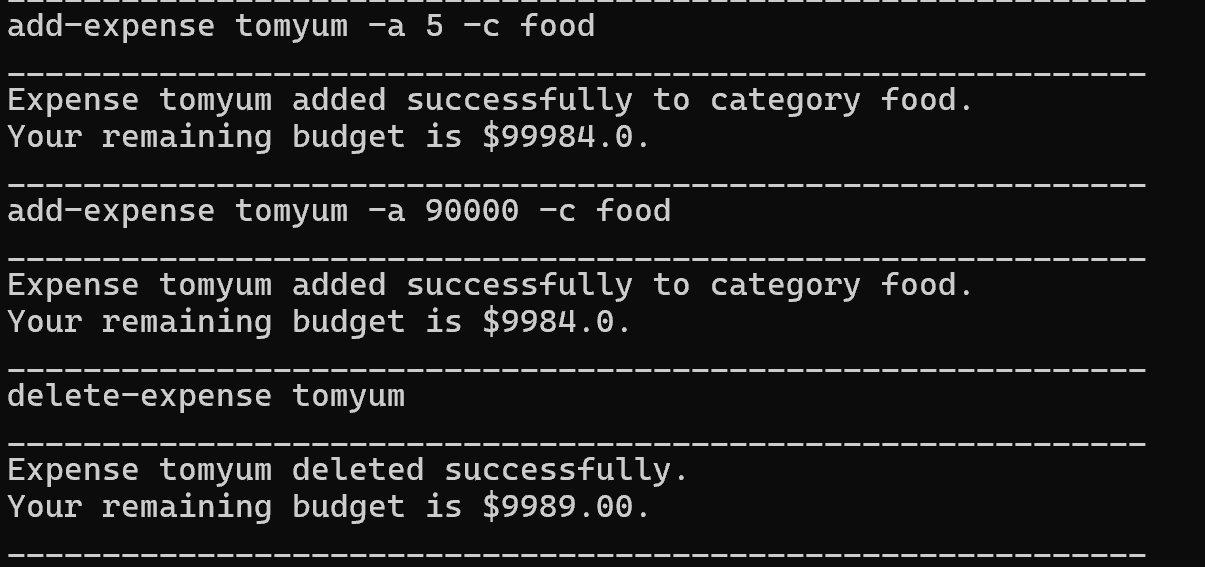 ____________________________________________________________
add-expense tomyum -a 5 -c food
____________________________________________________________
Expense tomyum added successfully to category food.
Your remaining budget is $99984.0.
____________________________________________________________
add-expense tomyum -a 90000 -c food
____________________________________________________________
Expense tomyum added successfully to category food.
Your remaining budget is $9984.0.
____________________________________________________________
delete-expense tomyum
____________________________________________________________
Expense tomyum deleted successfully.
Your remaining budget is $9989.00.
____________________________________________________________